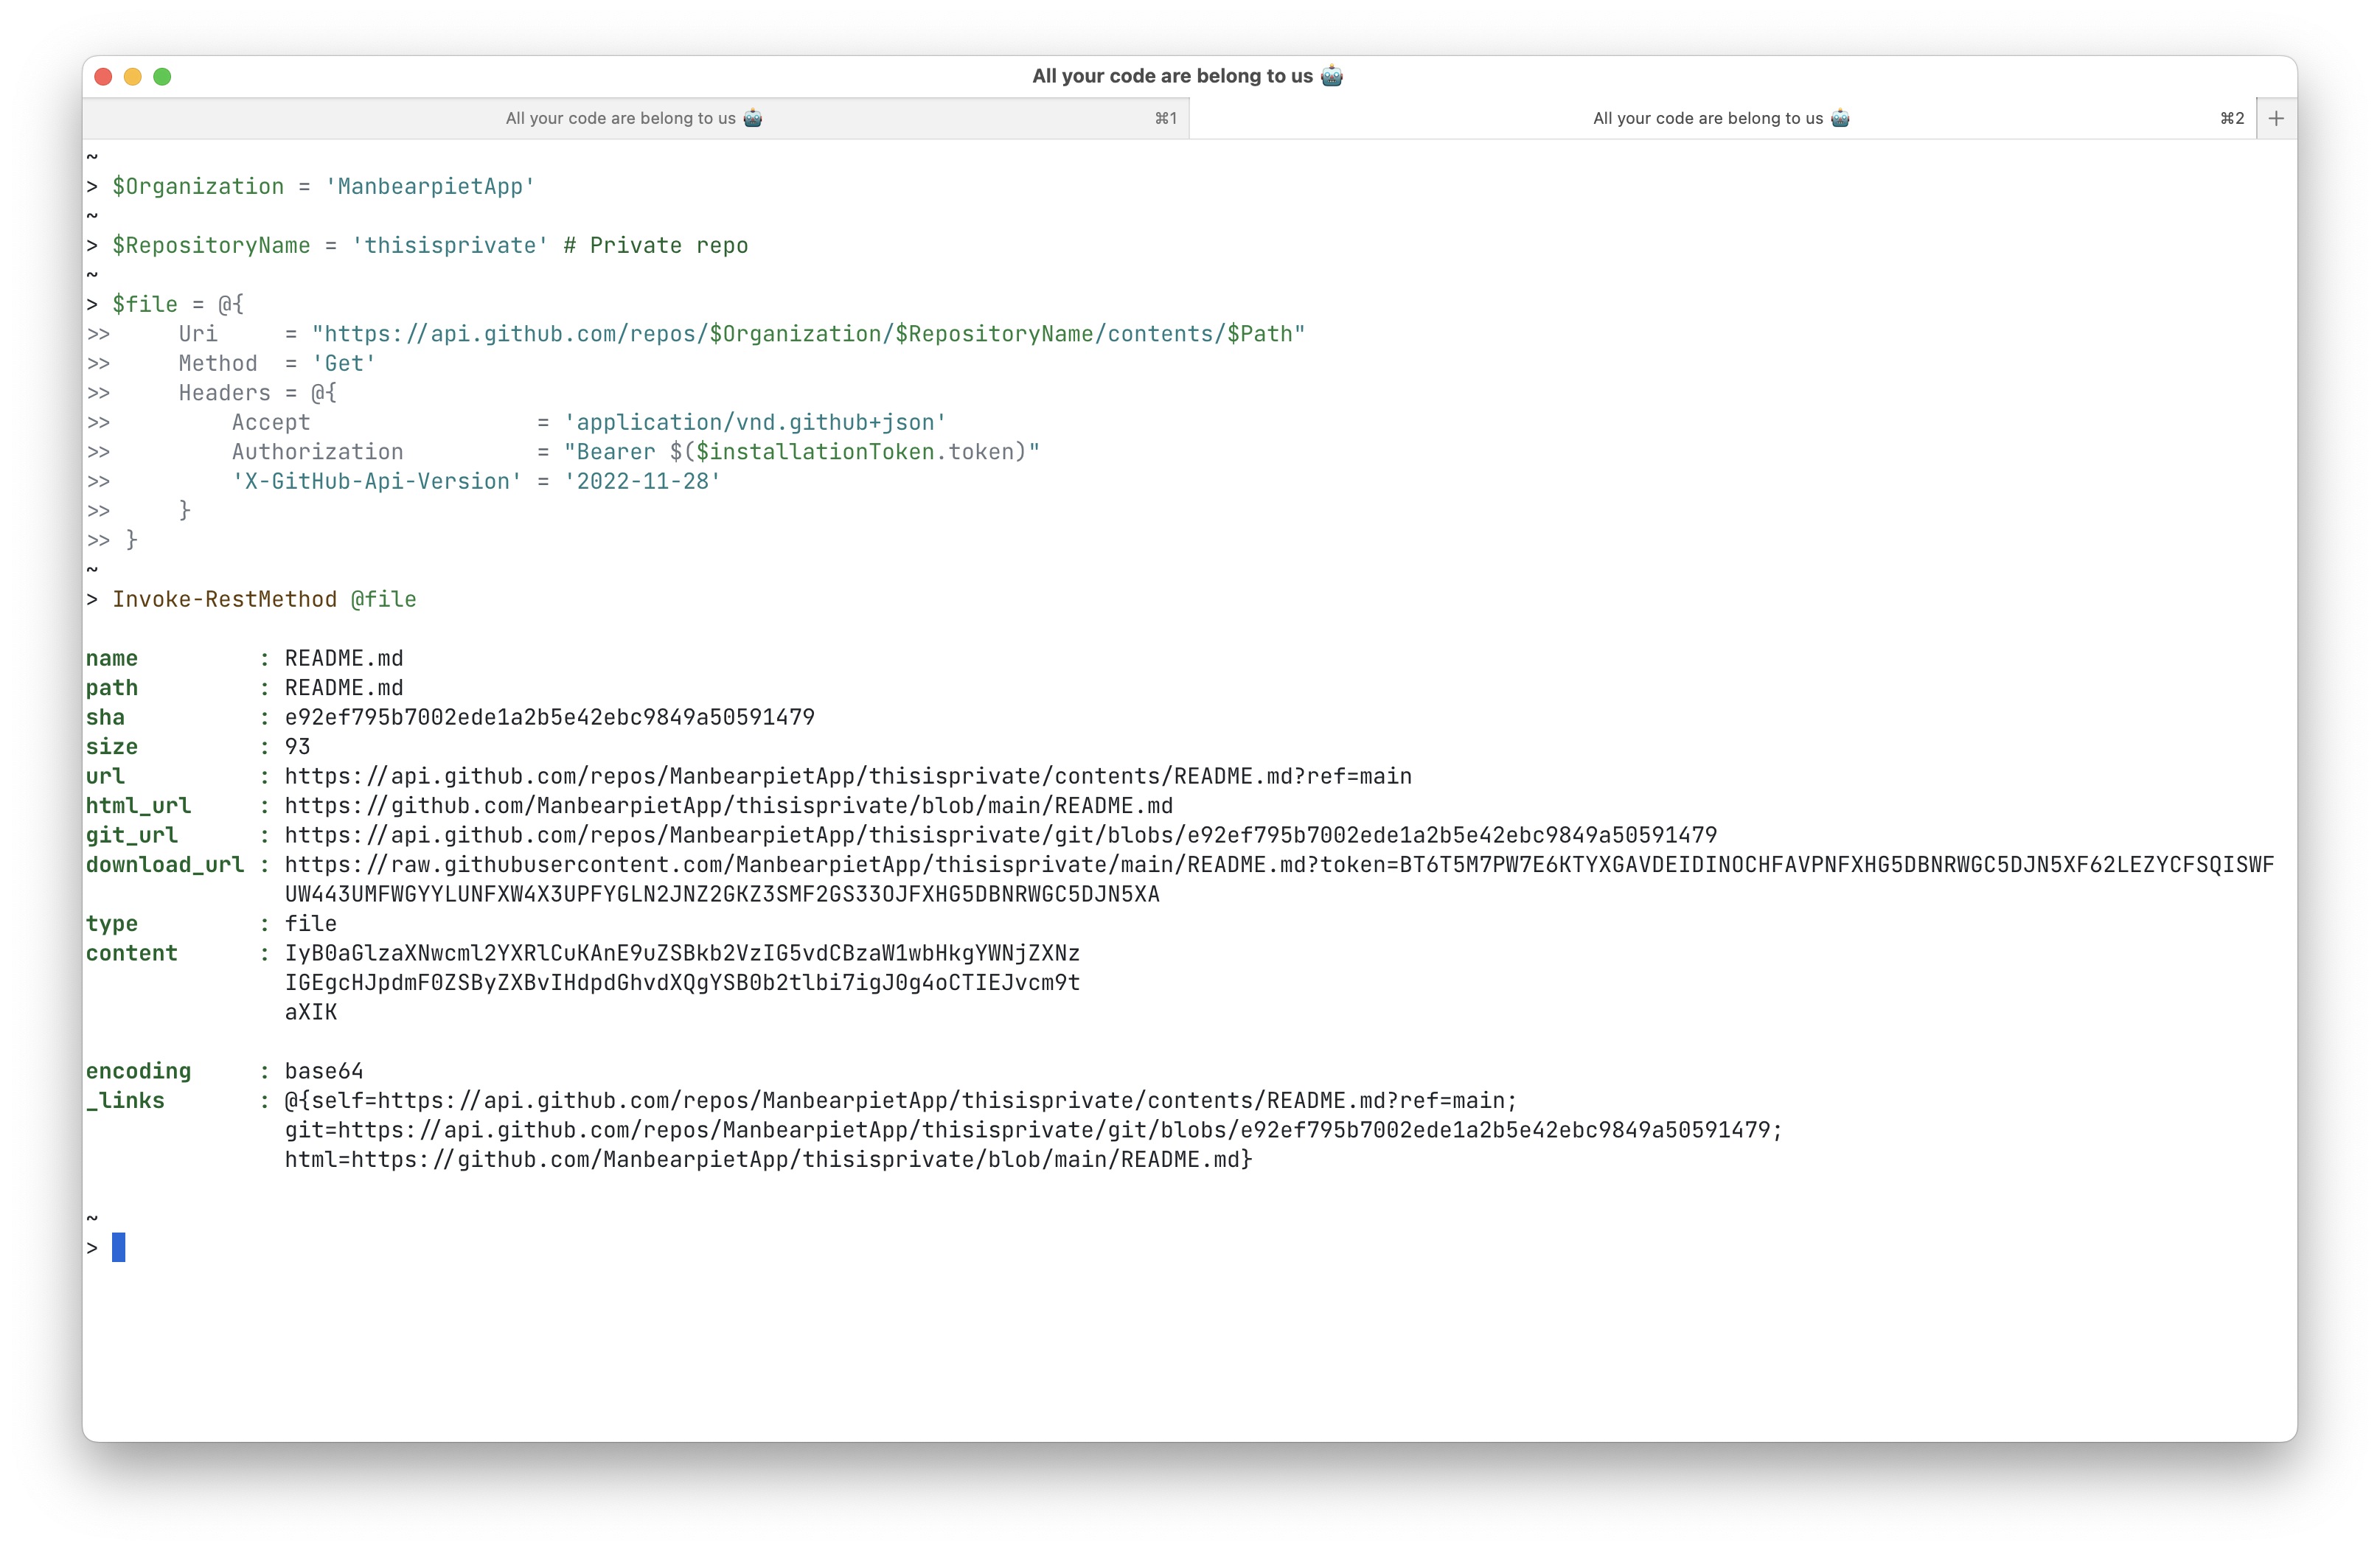 All your code are belong to us 🤖
All your code are belong to us 🤖 ⌘1 All your code are belong to us 🤖 ⌘2 +
~
> $Organization = 'ManbearpietApp'
~
> $RepositoryName = 'thisisprivate' # Private repo
~
> $file = @{
>>     Uri     = "https://api.github.com/repos/$Organization/$RepositoryName/contents/$Path"
>>     Method  = 'Get'
>>     Headers = @{
>>         Accept                 = 'application/vnd.github+json'
>>         Authorization          = "Bearer $($installationToken.token)"
>>         'X-GitHub-Api-Version' = '2022-11-28'
>>     }
>> }
~
> Invoke-RestMethod @file
name         : README.md
path         : README.md
sha          : e92ef795b7002ede1a2b5e42ebc9849a50591479
size         : 93
url          : https://api.github.com/repos/ManbearpietApp/thisisprivate/contents/README.md?ref=main
html_url     : https://github.com/ManbearpietApp/thisisprivate/blob/main/README.md
git_url      : https://api.github.com/repos/ManbearpietApp/thisisprivate/git/blobs/e92ef795b7002ede1a2b5e42ebc9849a50591479
download_url : https://raw.githubusercontent.com/ManbearpietApp/thisisprivate/main/README.md?token=BT6T5M7PW7E6KTYXGAVDEIDINOCHFAVPNFXHG5DBNRWGC5DJN5XF62LEZYCFSQISWF
               UW443UMFWGYYLUNFXW4X3UPFYGLN2JNZ2GKZ3SMF2GS33OJFXHG5DBNRWGC5DJN5XA
type         : file
content      : IyB0aGlzaXNwcml2YXRlCuKAnE9uZSBkb2VzIG5vdCBzaW1wbHkgYWNjZXNz
               IGEgcHJpdmF0ZSByZXBvIHdpdGhvdXQgYSB0b2tlbi7igJ0g4oCTIEJvcm9t
               aXIK
encoding     : base64
_links       : @{self=https://api.github.com/repos/ManbearpietApp/thisisprivate/contents/README.md?ref=main;
               git=https://api.github.com/repos/ManbearpietApp/thisisprivate/git/blobs/e92ef795b7002ede1a2b5e42ebc9849a50591479;
               html=https://github.com/ManbearpietApp/thisisprivate/blob/main/README.md}
~
>